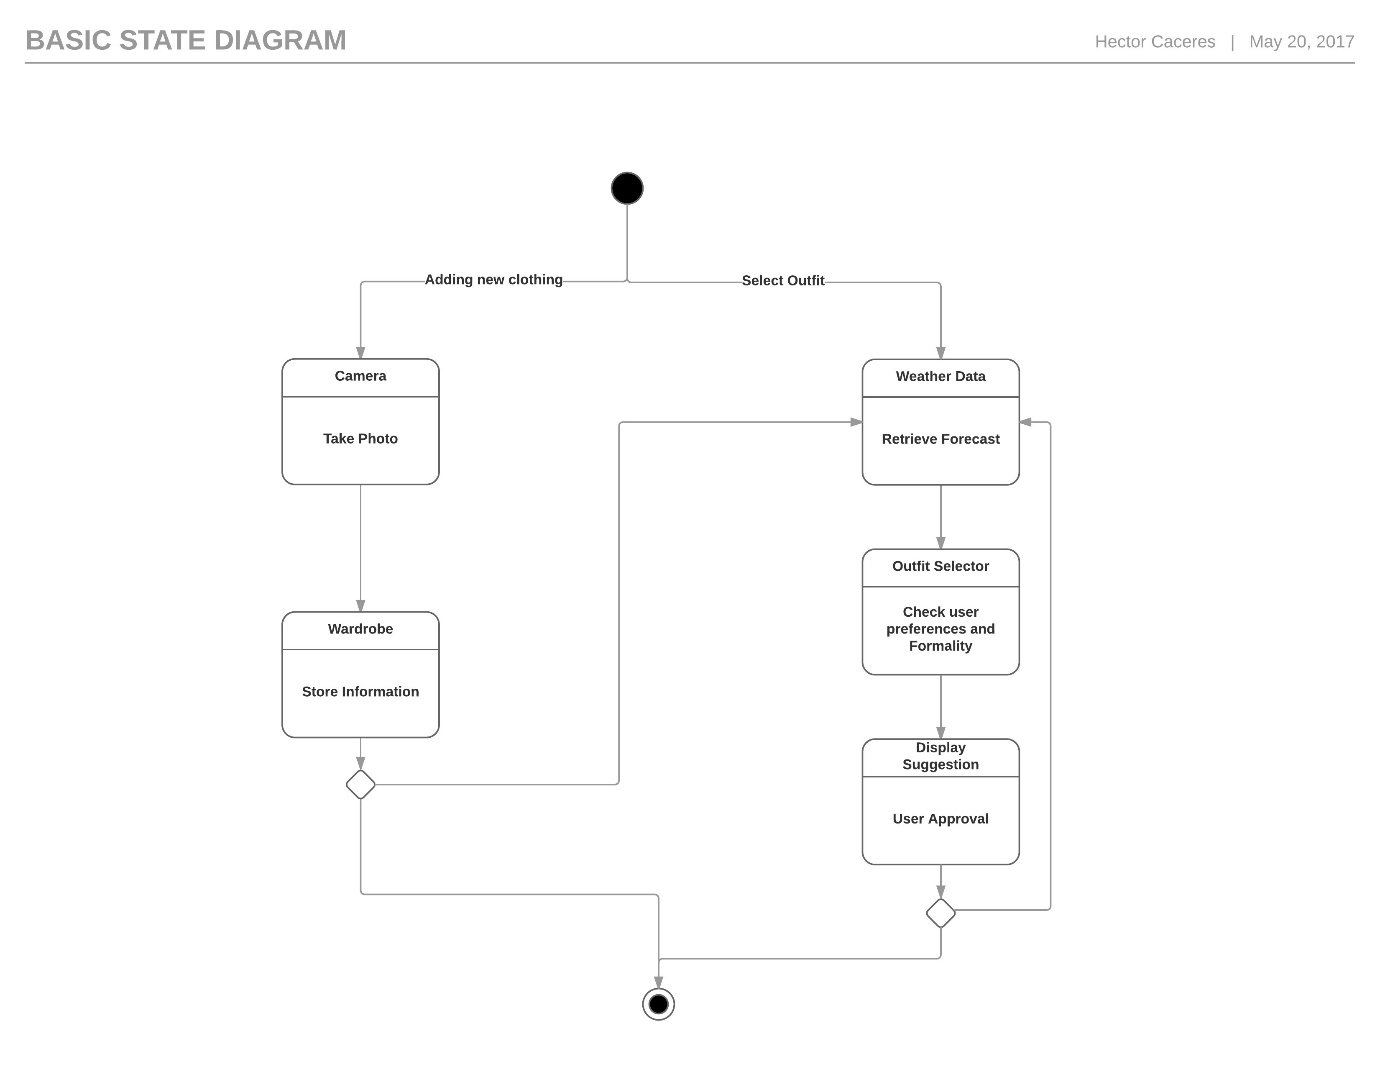 BASIC STATE DIAGRAM
Hector Caceres | May 20, 2017
Adding new clothing
Select Outfit
Camera
Take Photo
Weather Data
Retrieve Forecast
Outfit Selector
Check user
preferences and
Formality
Wardrobe
Store Information
Display
Suggestion
User Approval